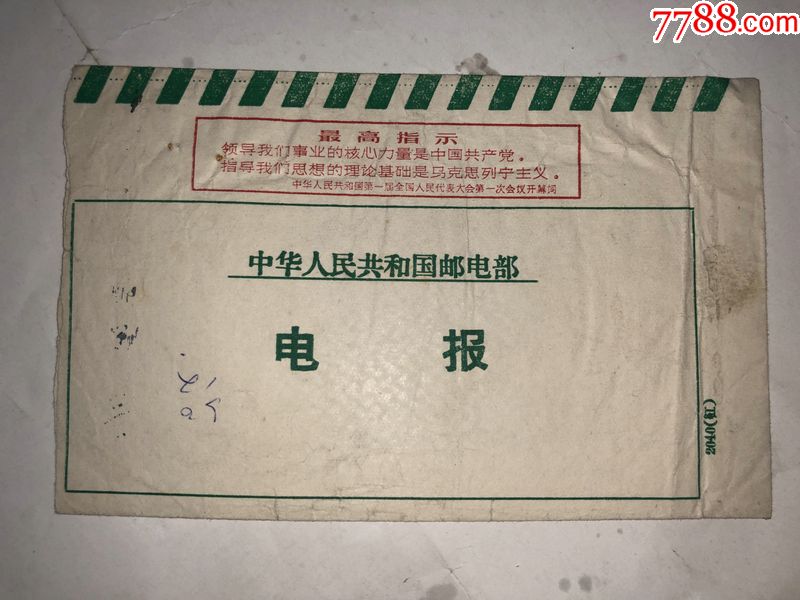 7788.com
最高指示
领导我们事业的核心力量是中国共产党。
指导我们思想的理论基础是马克思列宁主义。
中华人民共和国第一届全国人民代表大会第一次会议开幕词
中华人民共和国邮电部
电报
2040(红)